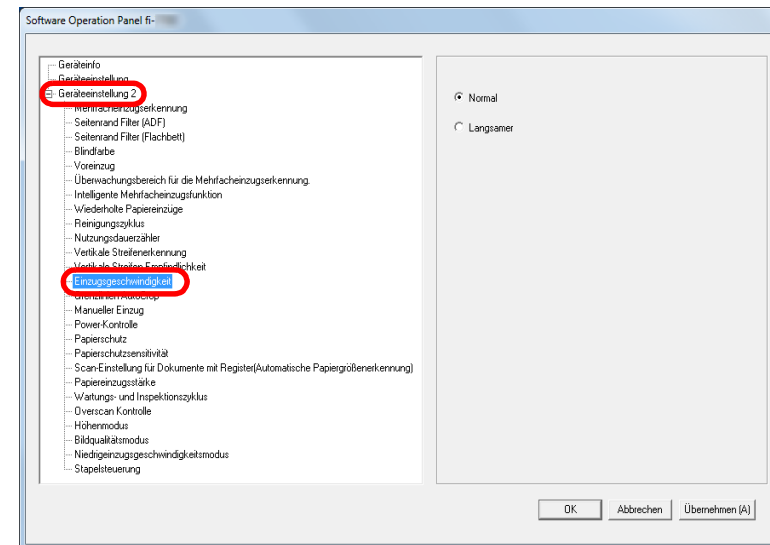 Software Operation Panel fi-
Geräteinfo
Geräteeinstellung
Geräteeinstellung 2
Mehrfacheinzugserkennung
Seitenrand Filter (ADF)
Seitenrand Filter (Flachbett)
Blindfarbe
Voreinzug
Überwachungsbereich für die Mehrfacheinzugserkennung.
Intelligente Mehrfacheinzugsfunktion
Wiederholte Papiereinzüge
Reinigungszyklus
Nutzungsdauerzähler
Vertikale Streifenerkennung
Vertikale Streifen Empfindlichkeit
Einzugsgeschwindigkeit
Grenzlinien AutoCrop
Manueller Einzug
Power-Kontrolle
Papierschutz
Papierschutzsensitivität
Scan-Einstellung für Dokumente mit Register(Automatische Papiergrößenerkennung)
Papiereinzugsstärke
Wartungs- und Inspektionszyklus
Overscan Kontrolle
Höhenmodus
Bildqualitätsmodus
Niedrigeinzugsgeschwindigkeitsmodus
Stapelsteuerung
Normal
Langsamer
OK
Abbrechen
Übernehmen (A)